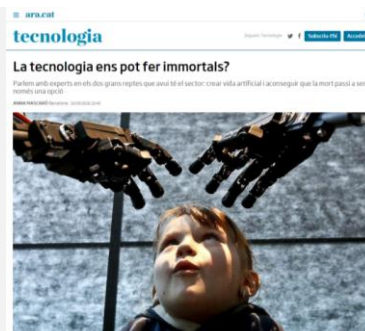 ara.cat
tecnologia
Subscriu-t'hi
La tecnologia ens pot fer immortals?
Parlem amb experts en els dos grans reptes que avui té el sector: crear vida artificial i aconseguir que la mort passi a ser
només una opció